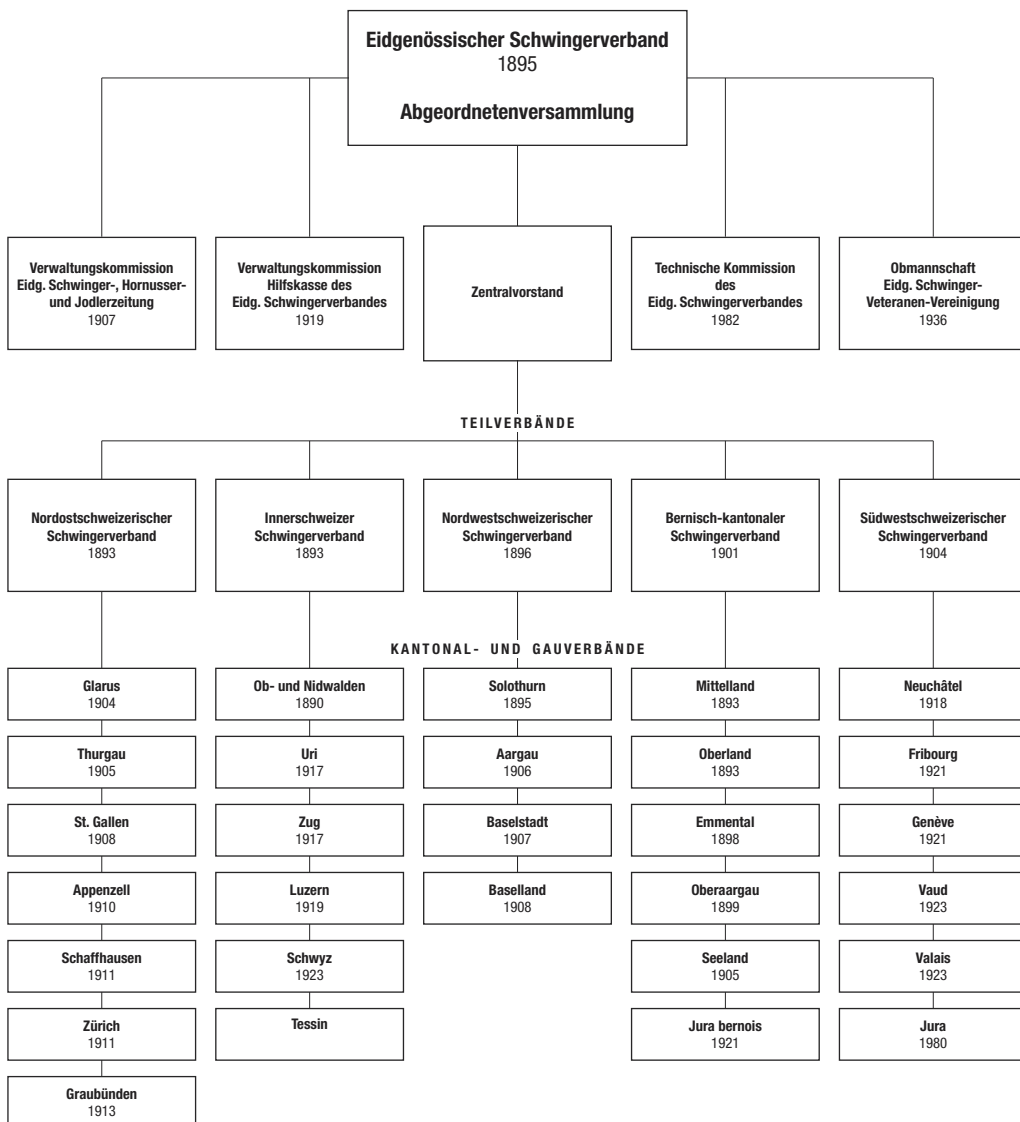 Eidgenössischer Schwingerverband
1895
Abgeordnetenversammlung
Verwaltungskommission
Eidg. Schwinger-, Hornusser-
und Jodlerzeitung
1907
Verwaltungskommission
Hilfskasse des
Eidg. Schwingerverbandes
1919
Zentralvorstand
Technische Kommission
des
Eidg. Schwingerverbandes
1982
Obmannschaft
Eidg. Schwinger-
Veteranen-Vereinigung
1936
TEILVERBÄNDE
Nordostschweizerischer
Schwingerverband
1893
Innerschweizer
Schwingerverband
1893
Nordwestschweizerischer
Schwingerverband
1896
Bernisch-kantonaler
Schwingerverband
1901
Südwestschweizerischer
Schwingerverband
1904
KANTONAL- UND GAUVERBÄNDE
Glarus
1904
Thurgau
1905
St. Gallen
1908
Appenzell
1910
Schaffhausen
1911
Zürich
1911
Graubünden
1913
Ob- und Nidwalden
1890
Uri
1917
Zug
1917
Luzern
1919
Schwyz
1923
Tessin
Solothurn
1895
Aargau
1906
Baselstadt
1907
Baselland
1908
Mittelland
1893
Oberland
1893
Emmental
1898
Oberaargau
1899
Seeland
1905
Jura bernois
1921
Neuchâtel
1918
Fribourg
1921
Genève
1921
Vaud
1923
Valais
1923
Jura
1980